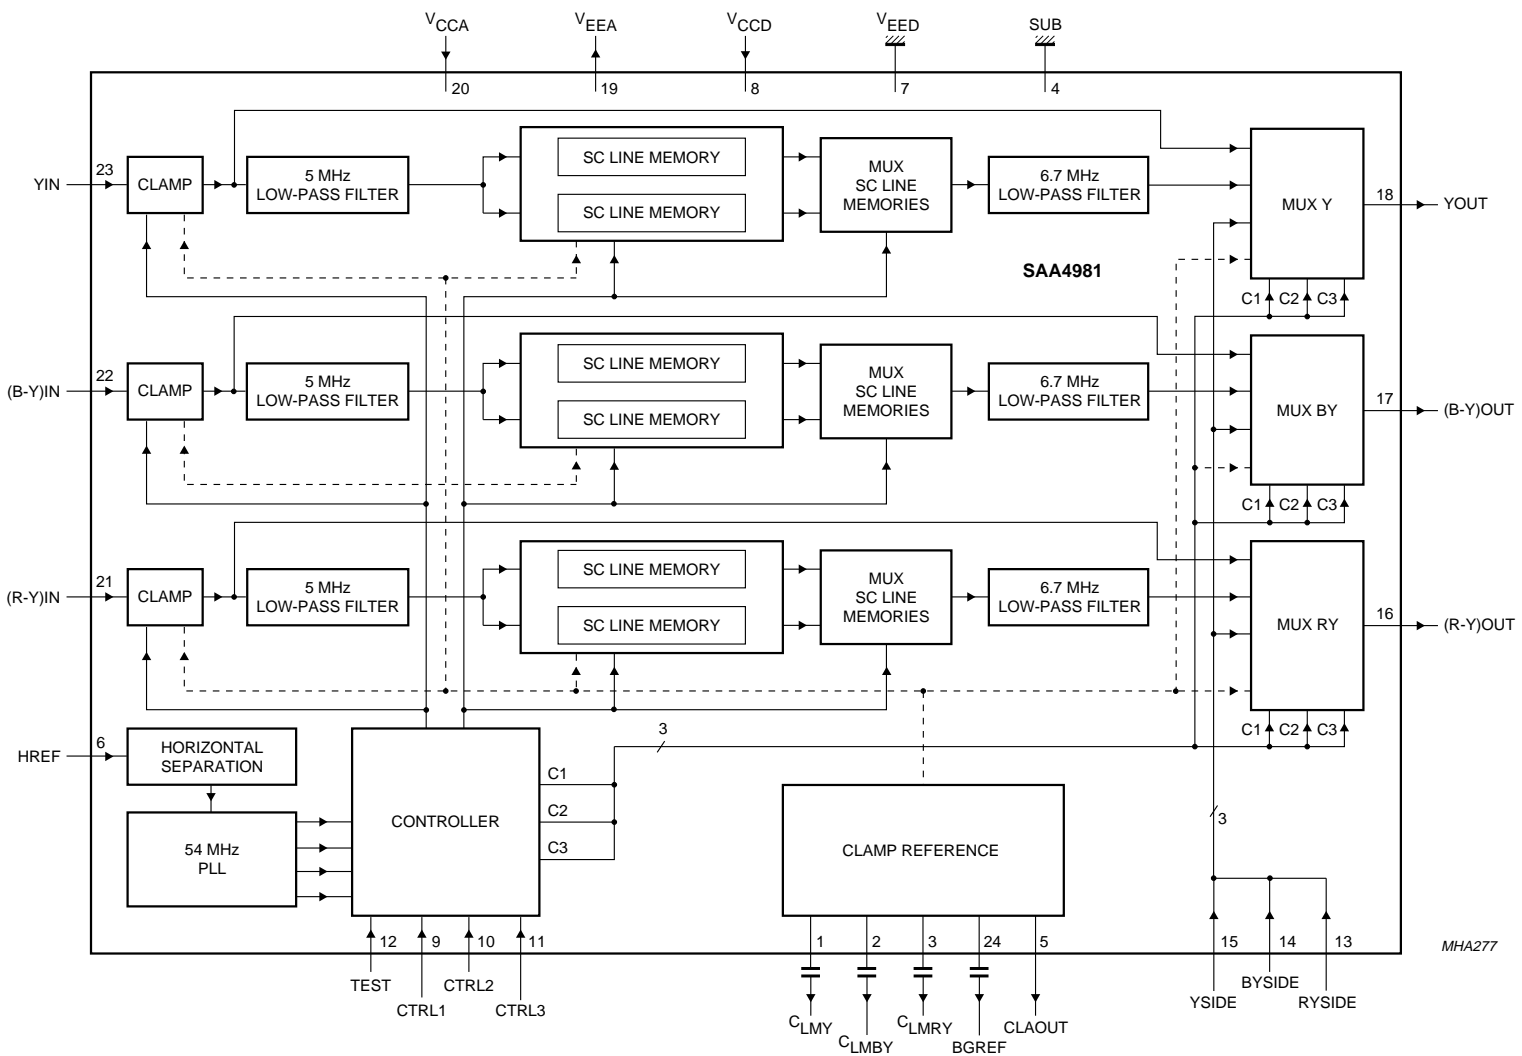 VCCA VEEA VCCD VEED SUB
20 19 8 7 4
YIN 23 CLAMP
5 MHz
LOW-PASS FILTER
SC LINE MEMORY
SC LINE MEMORY
MUX
SC LINE
MEMORIES
6.7 MHz
LOW-PASS FILTER
MUX Y
18 YOUT
SAA4981
C1 C2 C3
(B-Y)IN 22 CLAMP
5 MHz
LOW-PASS FILTER
SC LINE MEMORY
SC LINE MEMORY
MUX
SC LINE
MEMORIES
6.7 MHz
LOW-PASS FILTER
MUX BY
17 (B-Y)OUT
C1 C2 C3
(R-Y)IN 21 CLAMP
5 MHz
LOW-PASS FILTER
SC LINE MEMORY
SC LINE MEMORY
MUX
SC LINE
MEMORIES
6.7 MHz
LOW-PASS FILTER
MUX RY
16 (R-Y)OUT
C1 C2 C3
HREF 6
HORIZONTAL
SEPARATION
54 MHz
PLL
CONTROLLER
C1
C2
C3
3
CLAMP REFERENCE
3
12 9 10 11
TEST CTRL1 CTRL2 CTRL3
1 2 3 24 5
CLMY CLMBY CLMRY BGREF CLAOUT
15 14 13
YSIDE BYSIDE RYSIDE
MHA277